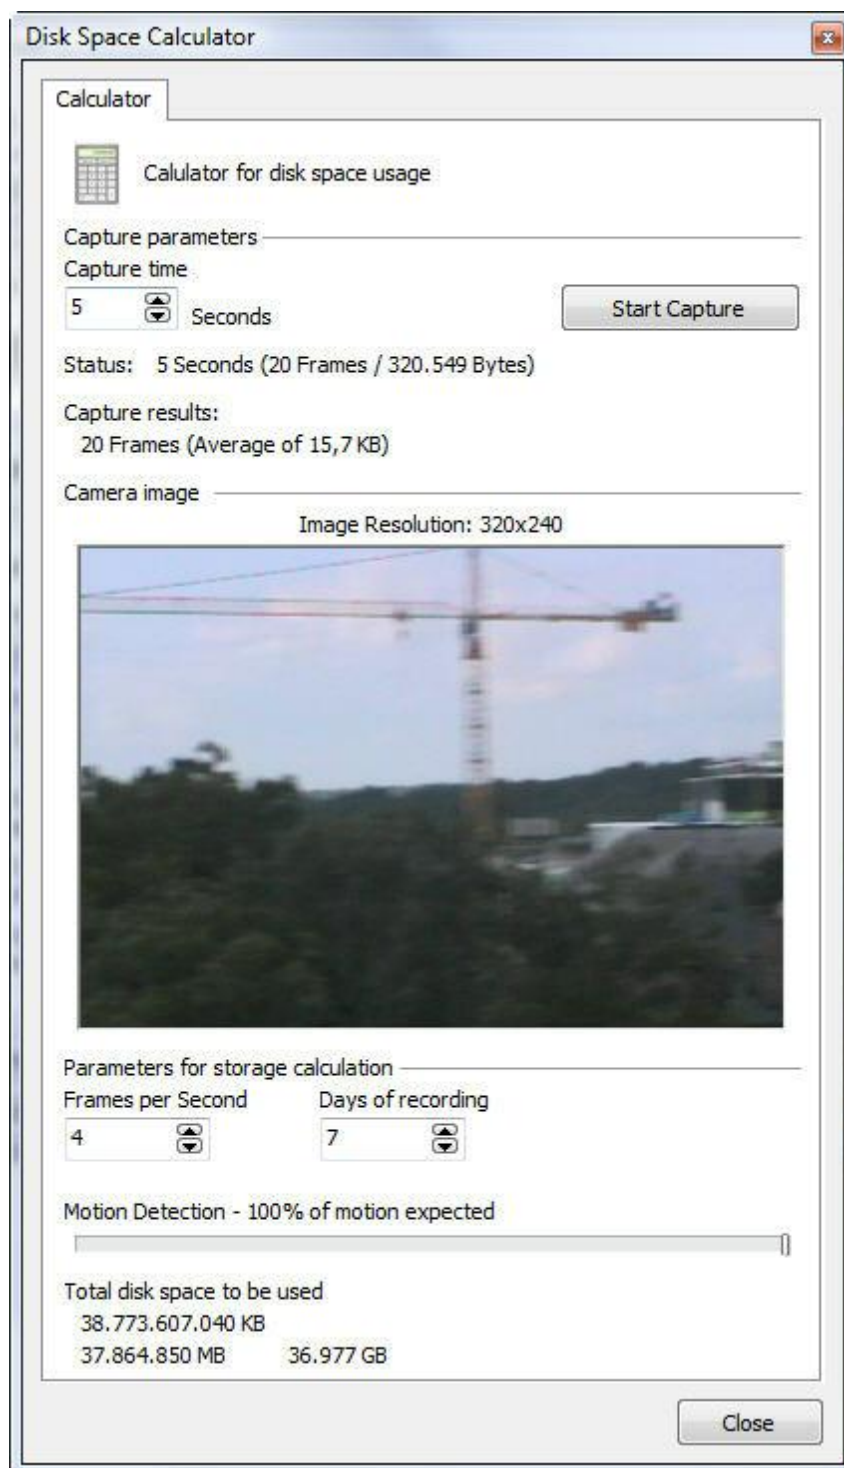 Disk Space Calculator
Calculator
Calulator for disk space usage
Capture parameters
Capture time
5 Seconds Start Capture
Status: 5 Seconds (20 Frames / 320.549 Bytes)
Capture results:
20 Frames (Average of 15,7 KB)
Camera image
Image Resolution: 320x240
Parameters for storage calculation
Frames per Second Days of recording
4 7
Motion Detection - 100% of motion expected
Total disk space to be used
38.773.607.040 KB
37.864.850 MB 36.977 GB
Close